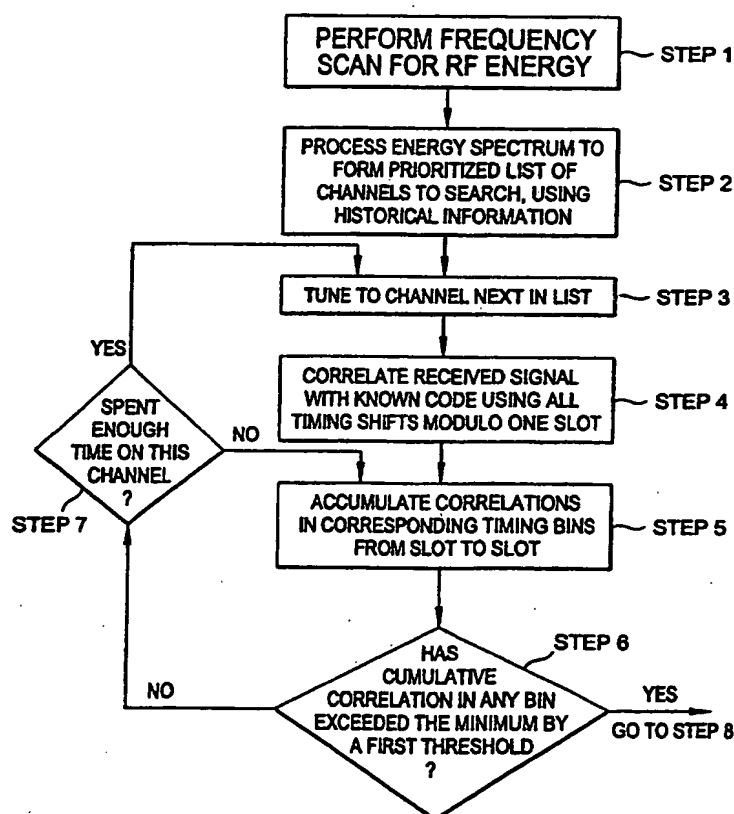 PERFORM FREQUENCY
SCAN FOR RF ENERGY
STEP 1
PROCESS ENERGY SPECTRUM TO
FORM PRIORITIZED LIST OF
CHANNELS TO SEARCH, USING
HISTORICAL INFORMATION
STEP 2
TUNE TO CHANNEL NEXT IN LIST
STEP 3
YES
CORRELATE RECEIVED SIGNAL
WITH KNOWN CODE USING ALL
TIMING SHIFTS MODULO ONE SLOT
STEP 4
SPENT
ENOUGH
TIME ON THIS
CHANNEL
?
NO
STEP 7
ACCUMULATE CORRELATIONS
IN CORRESPONDING TIMING BINS
FROM SLOT TO SLOT
STEP 5
STEP 6
HAS
CUMULATIVE
CORRELATION IN ANY BIN
EXCEEDED THE MINIMUM BY
A FIRST THRESHOLD
?
NO
YES
GO TO STEP 8